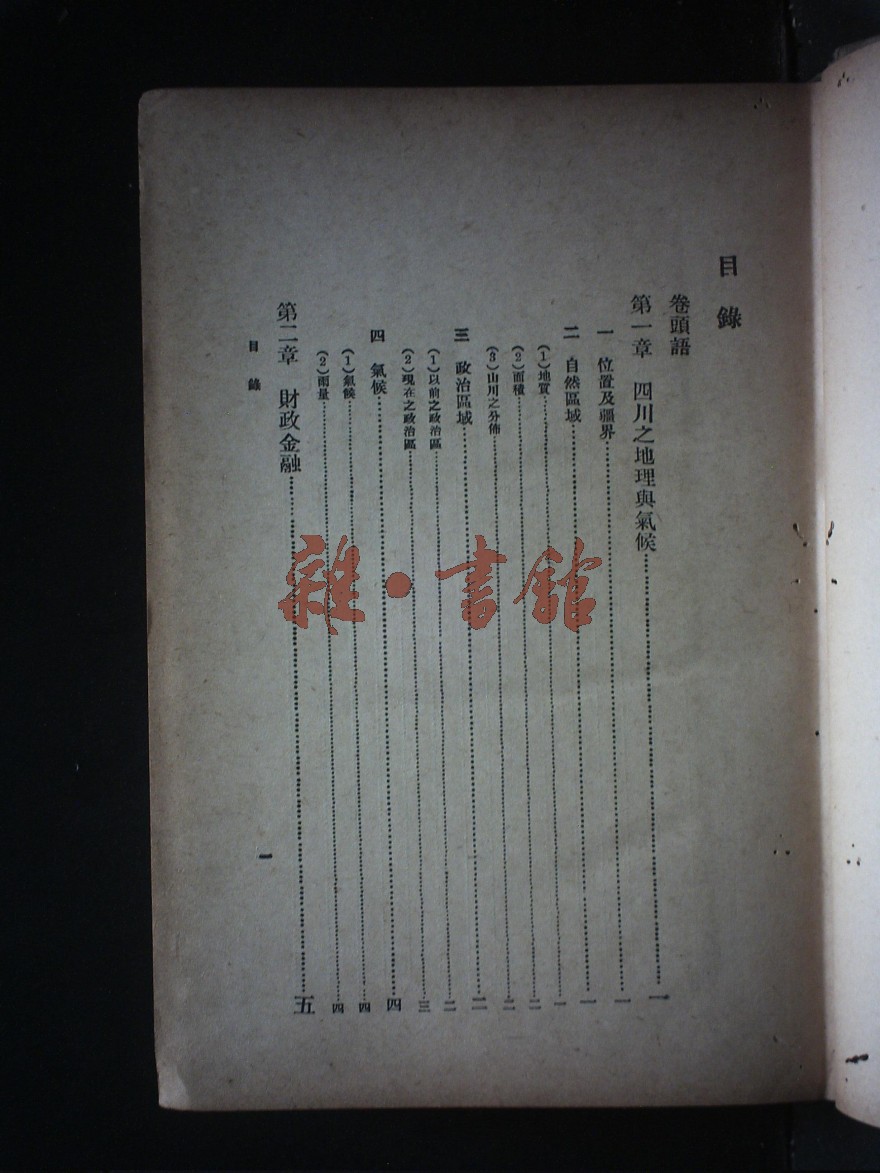 目錄
卷頭語
第一章 四川之地理與氣候……………一
一 位置及疆界……………一
二 自然區域……………一
(1)地質……………一
(2)面積……………二
(3)山川之分佈……………二
三 政治區域……………二
(1)以前之政治區……………二
(2)現在之政治區……………三
四 氣候……………四
(1)氣候……………四
(2)雨量……………四
第二章 財政金融……………五
目錄
一
雜·書館